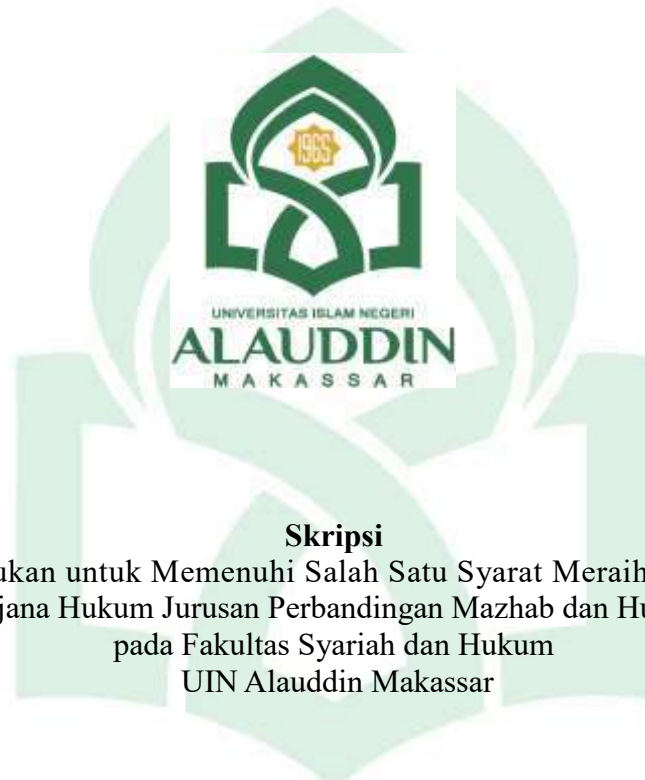 1965
UNIVERSITAS ISLAM NEGERI
ALAUDDIN
MAKASSAR
Skripsi
ukan untuk Memenuhi Salah Satu Syarat Meraih
jana Hukum Jurusan Perbandingan Mazhab dan Hu
pada Fakultas Syariah dan Hukum
UIN Alauddin Makassar